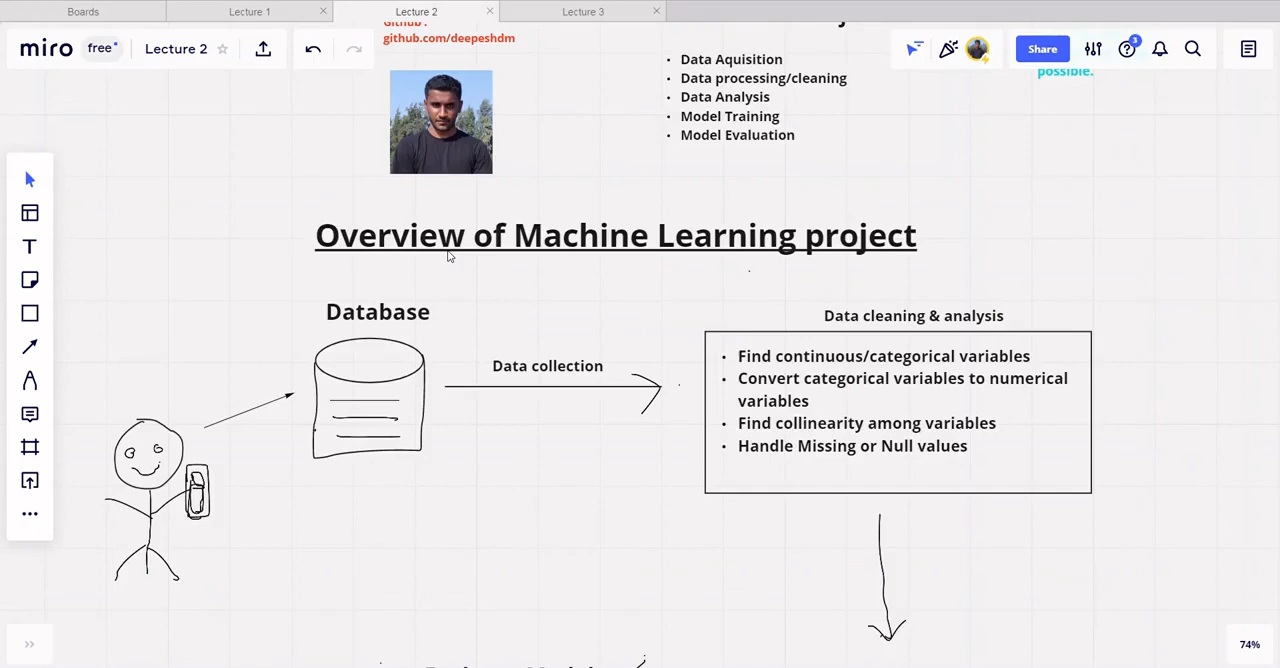 Boards
Lecture 1
Lecture 2
Lecture 3
miro
free
Lecture 2
Share
3
github.com/deepeshdm
Data Aquisition
Data processing/cleaning
Data Analysis
Model Training
Model Evaluation
possible.
Overview of Machine Learning project
Database
Data collection
Data cleaning & analysis
Find continuous/categorical variables
Convert categorical variables to numerical
variables
Find collinearity among variables
Handle Missing or Null values
74%